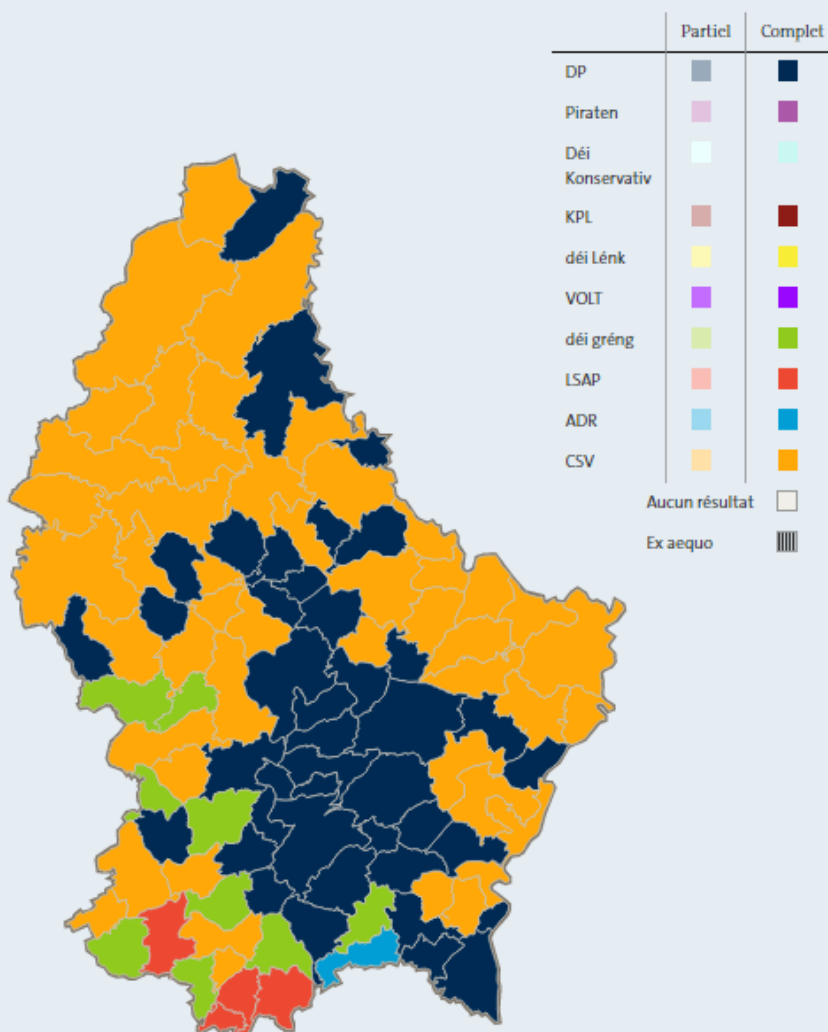 Partiel Complet
DP
Piraten
Déi
Konservativ
KPL
déi Lénk
VOLT
déi gréng
LSAP
ADR
CSV
Aucun résultat
Ex aequo